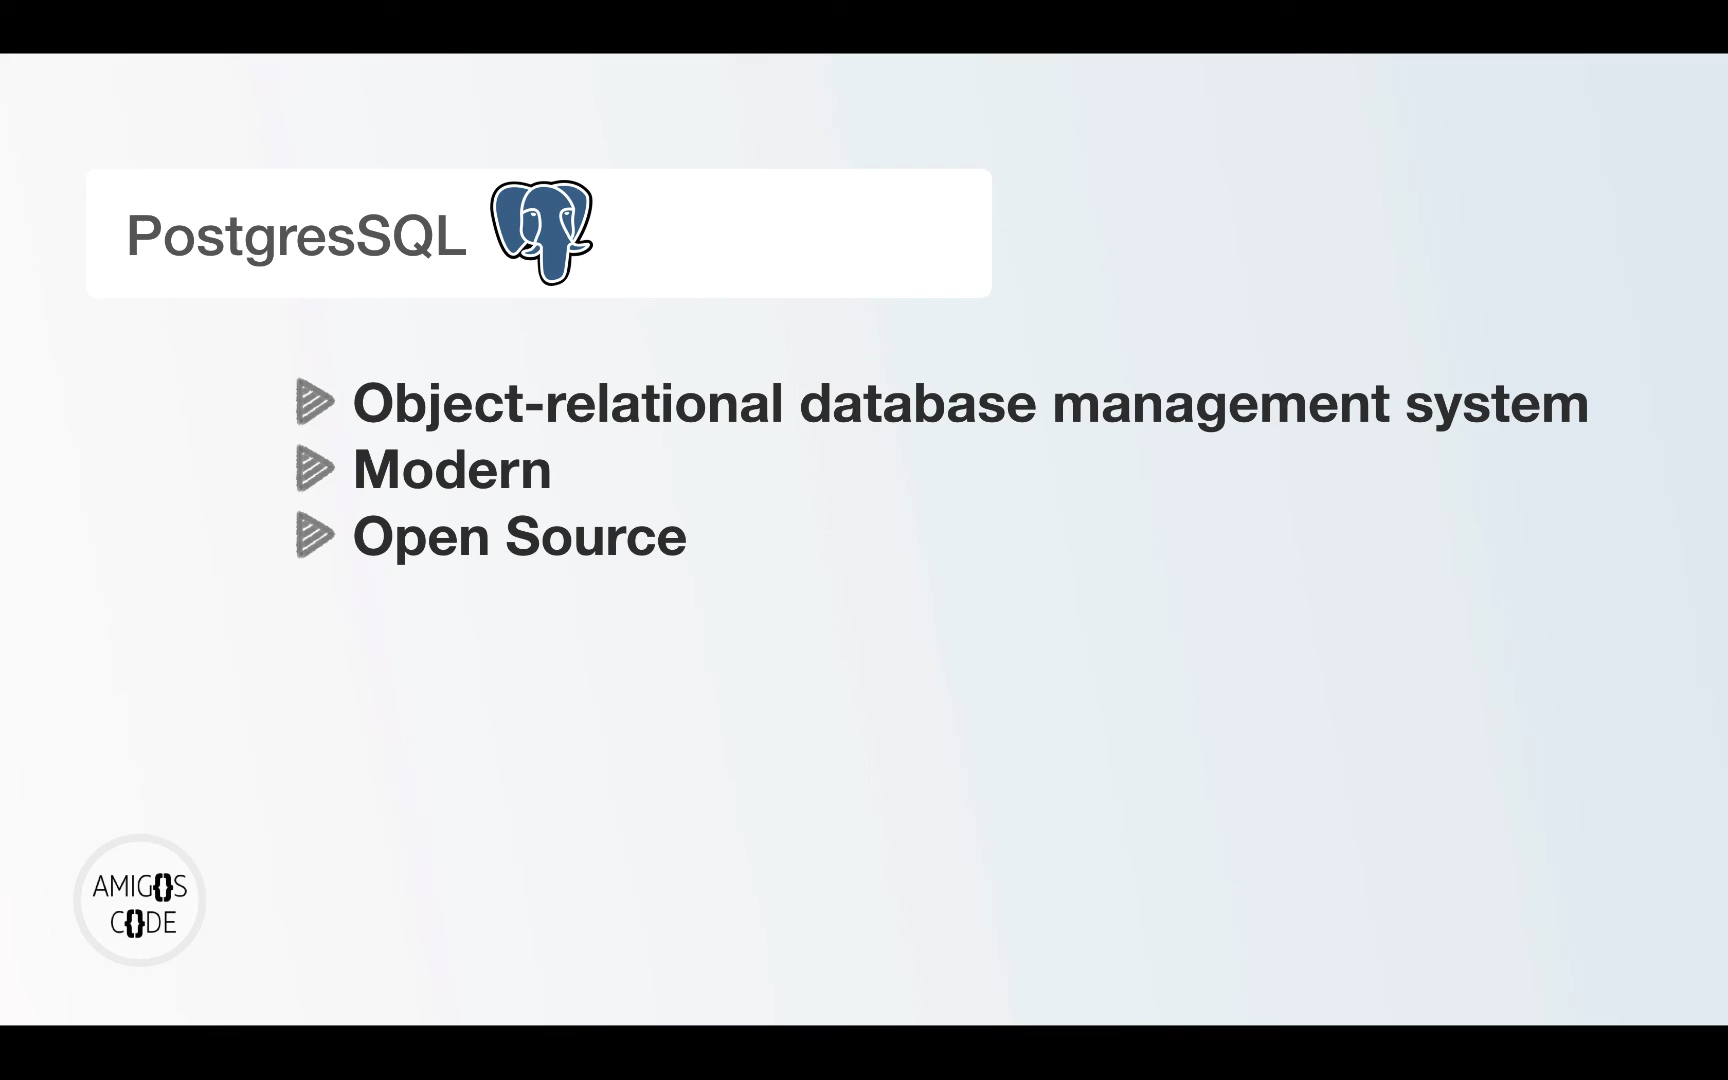 PostgresSQL
Object-relational database management system
Modern
Open Source
AMIG{}S
C{}DE